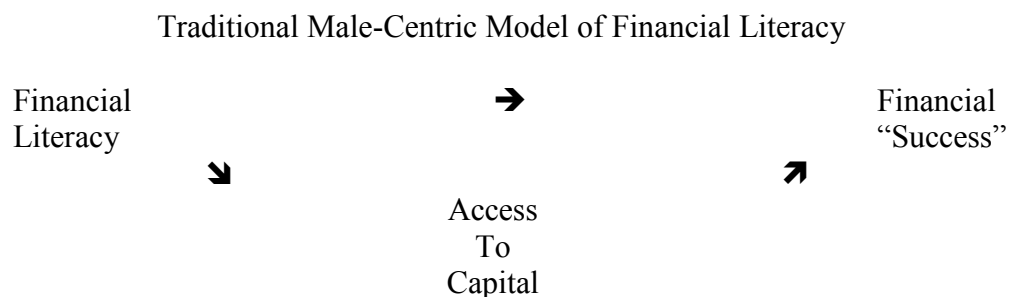 Traditional Male-Centric Model of Financial Literacy
Financial
Literacy
➔
Financial
“Success”
➘
➚
Access
To
Capital